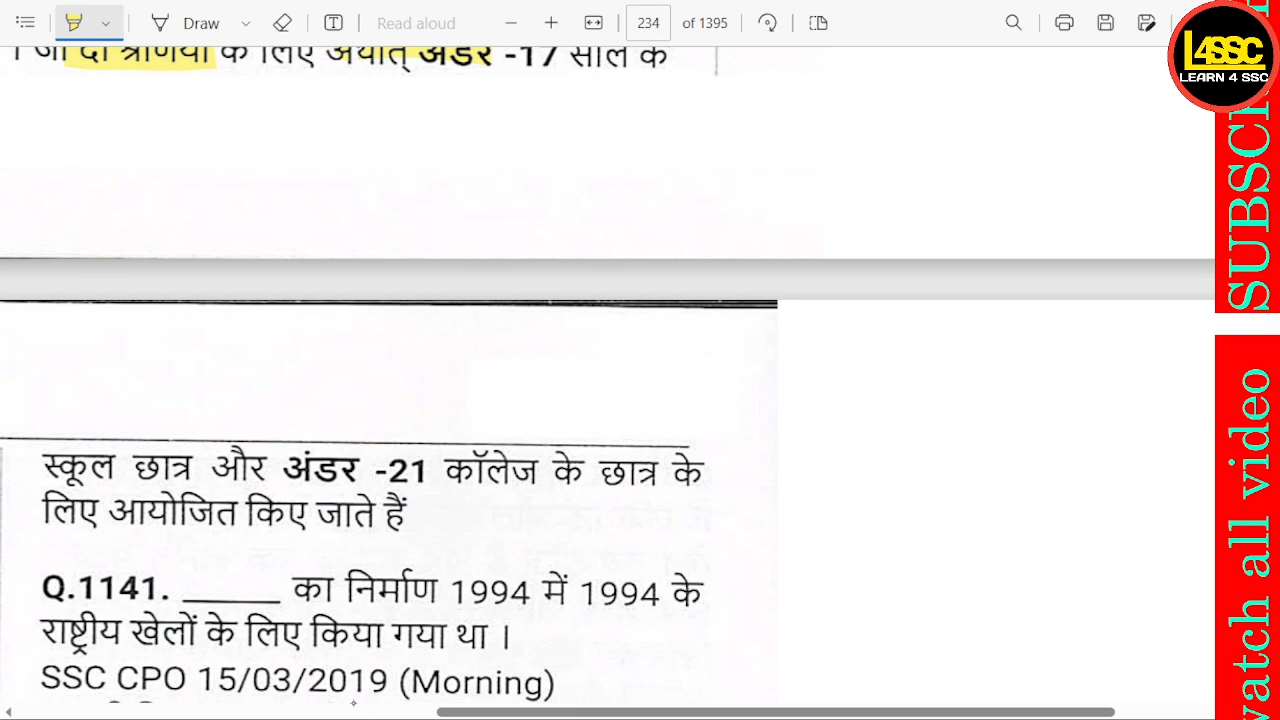 Draw
Read aloud
234
of 1395
L4SSC
LEARN 4 SSC
। जो दो श्रेणियों के लिए अर्थात् अंडर -17 साल के
स्कूल छात्र और अंडर -21 कॉलेज के छात्र के
लिए आयोजित किए जाते हैं
Q.1141. ______ का निर्माण 1994 में 1994 के
राष्ट्रीय खेलों के लिए किया गया था ।
SSC CPO 15/03/2019 (Morning)
watch all video